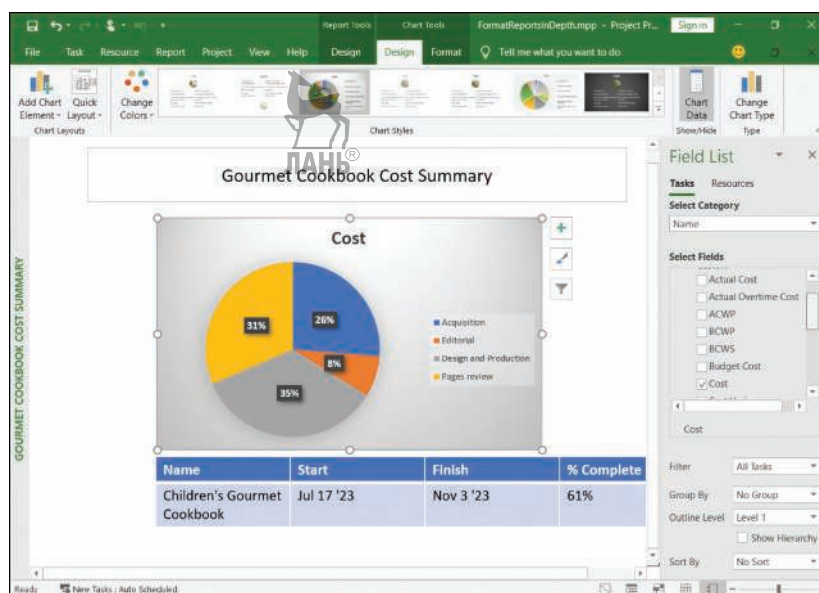 Report Tools
Chart Tools
FormatReportsInDepth.mpp - Project Pr...
Sign in
File Task Resource Report Project View Help Design Design Format Tell me what you want to do
Add Chart Element
Quick Layout
Change Colors
Chart Data
Change Chart Type
Chart Layouts
Chart Styles
Show/Hide
Type
ЛАНЬ®
Gourmet Cookbook Cost Summary
GOURMET COOKBOOK COST SUMMARY
Cost
31%
26%
8%
35%
Acquisition
Editorial
Design and Production
Pages review
Name Start Finish % Complete
Children's Gourmet Cookbook Jul 17 '23 Nov 3 '23 61%
Field List
Tasks Resources
Select Category
Name
Select Fields
Actual Cost
Actual Overtime Cost
ACWP
BCWP
BCWS
Budget Cost
Cost
Cost
Filter All Tasks
Group By No Group
Outline Level Level 1
Show Hierarchy
Sort By No Sort
Ready New Tasks : Auto Scheduled